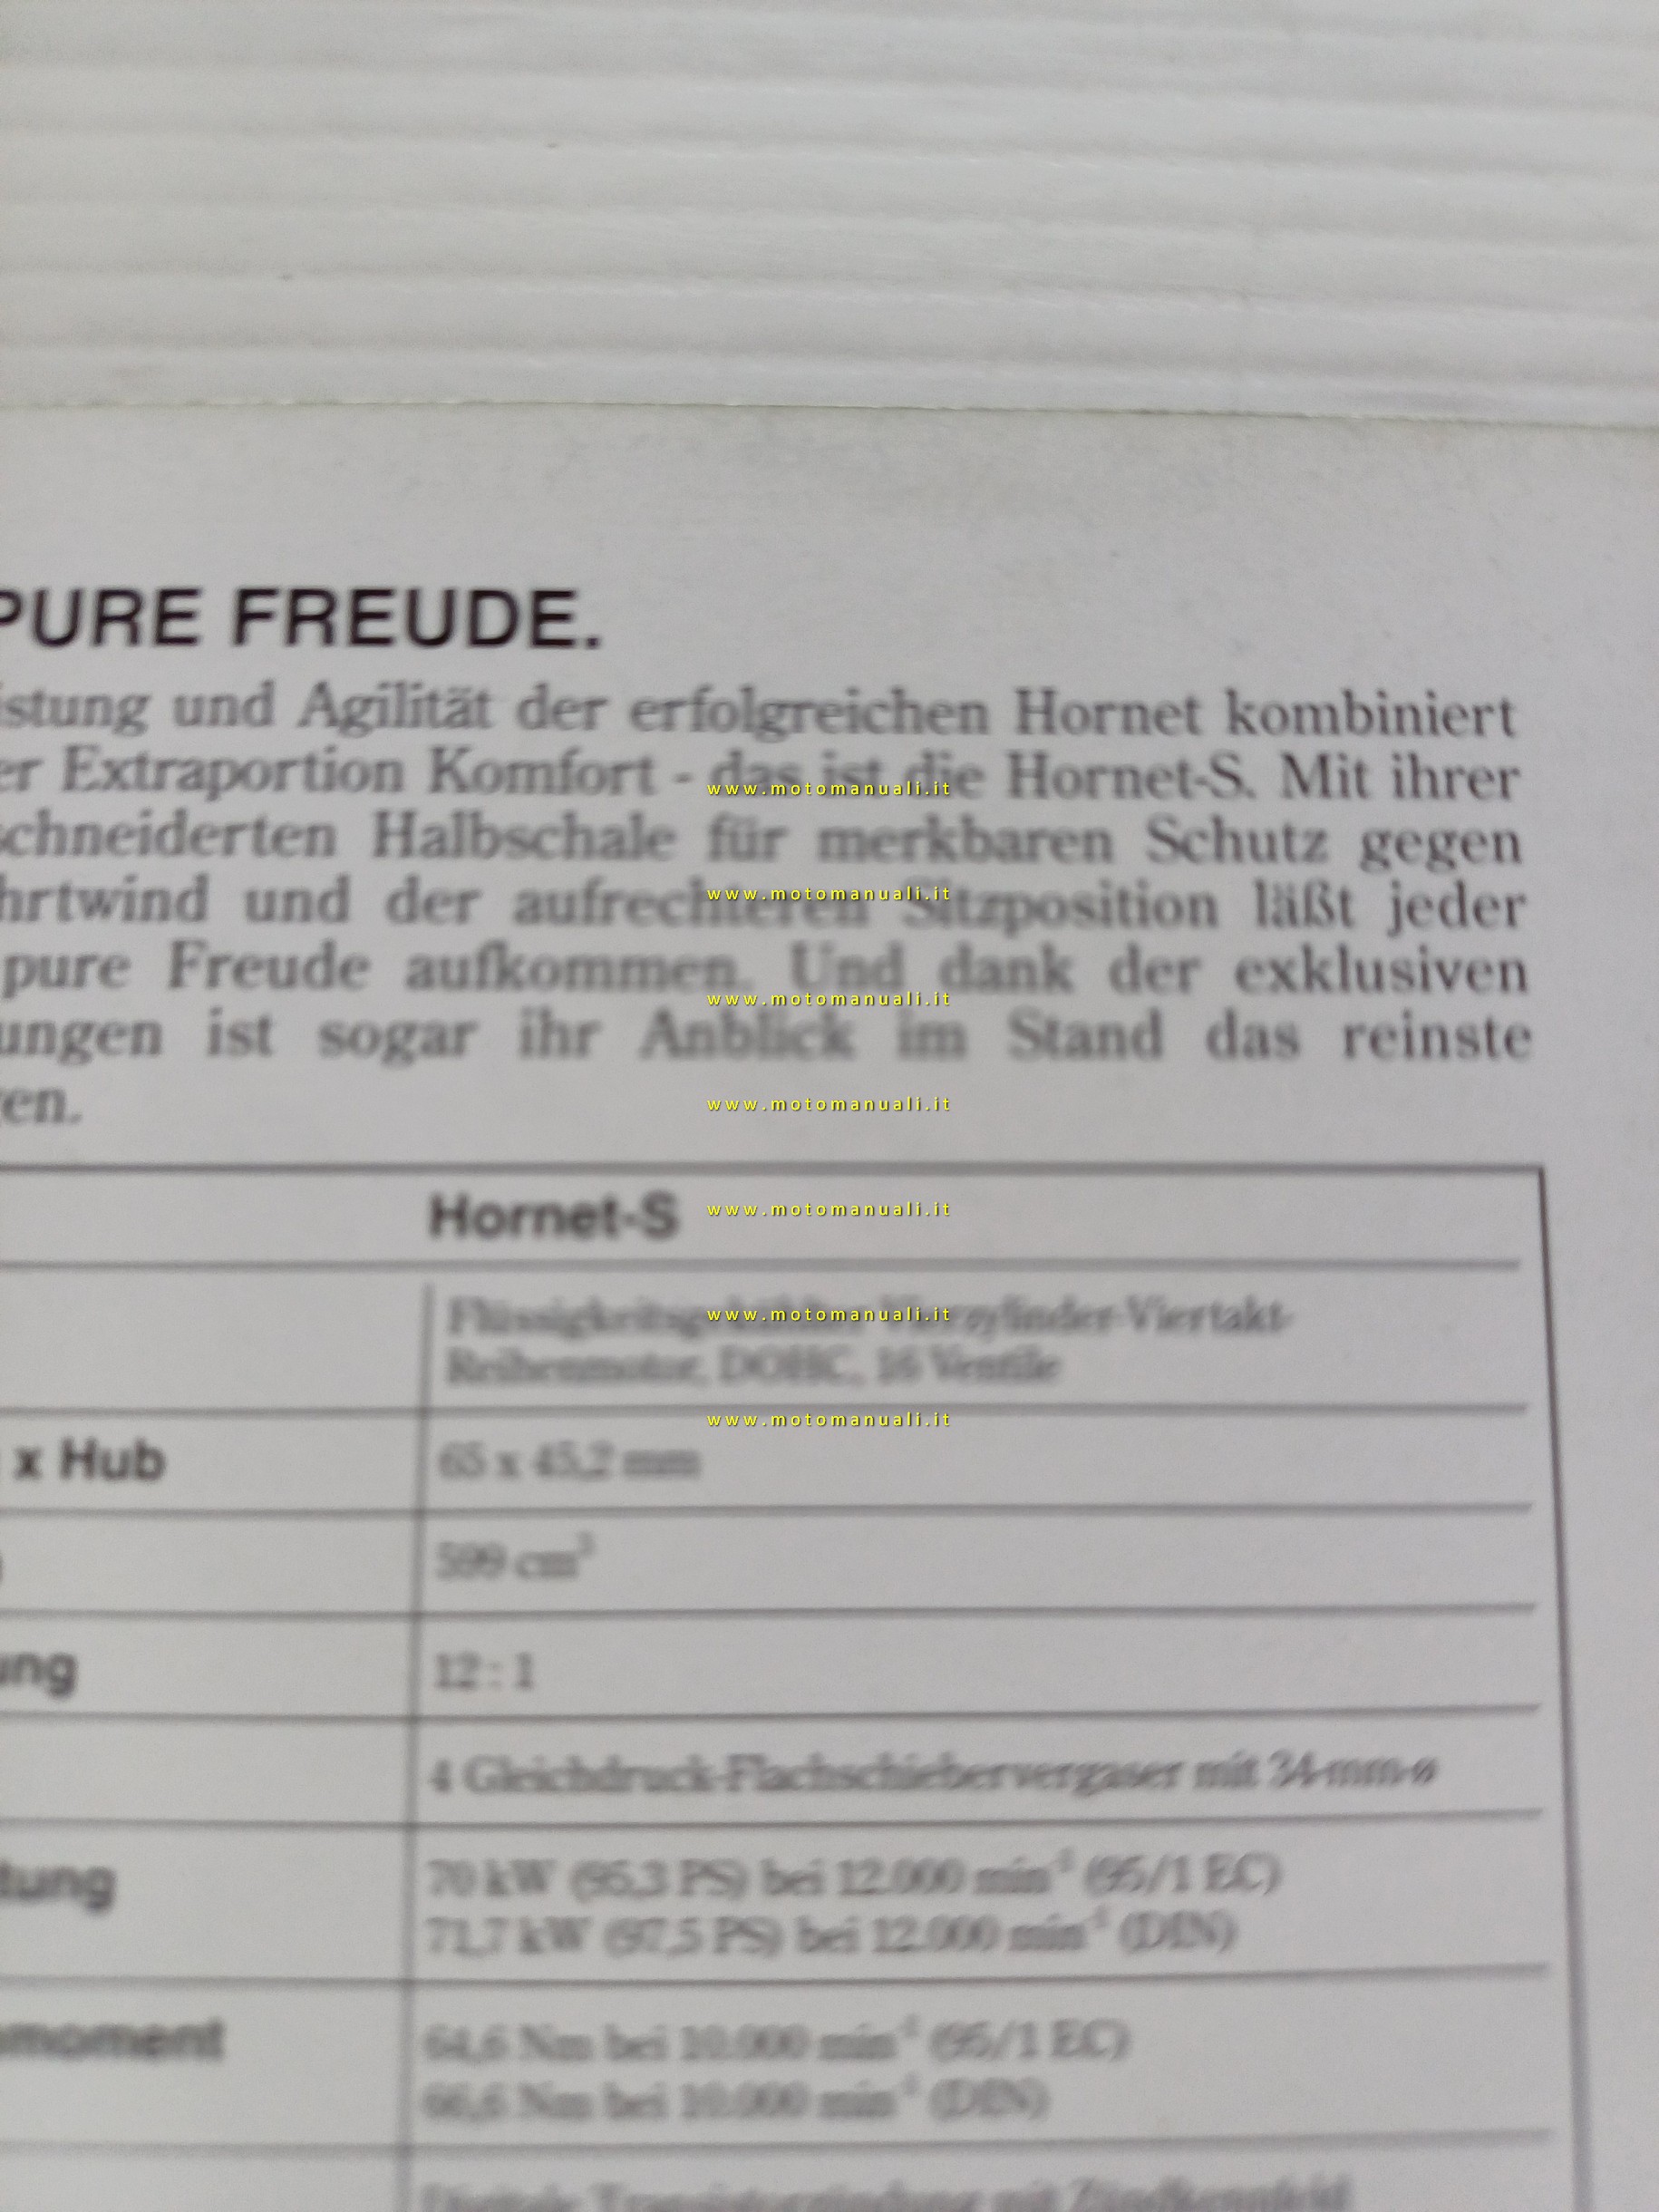 PURE FREUDE.
istung und Agilität der erfolgreichen Hornet kombiniert
er Extraportion Komfort - das ist die Hornet-S. Mit ihrer
www.motomanuali.it
schneiderten Halbschale für merkbaren Schutz gegen
www.motomanuali.it
hrtwind und der aufrechteren Sitzposition läßt jeder
pure Freude aufkommen. Und dank der exklusiven
www.motomanuali.it
ungen ist sogar ihr Anblick im Stand das reinste
en.
www.motomanuali.it
Hornet-S
www.motomanuali.it
Flüssigkeitsgekühlter Vierzylinder-Viertakt-
www.motomanuali.it
Reihenmotor, DOHC, 16 Ventile
www.motomanuali.it
x Hub 65 x 45,2 mm
599 cm³
ung 12 : 1
4 Gleichdruck-Flachschiebervergaser mit 34-mm-ø
tung 70 kW (95,3 PS) bei 12.000 min⁻¹ (95/1 EC)
71,7 kW (97,5 PS) bei 12.000 min⁻¹ (DIN)
moment 64,6 Nm bei 10.000 min⁻¹ (95/1 EC)
66,6 Nm bei 10.000 min⁻¹ (DIN)
Digitale Transistorzündung mit Zündkennfeld